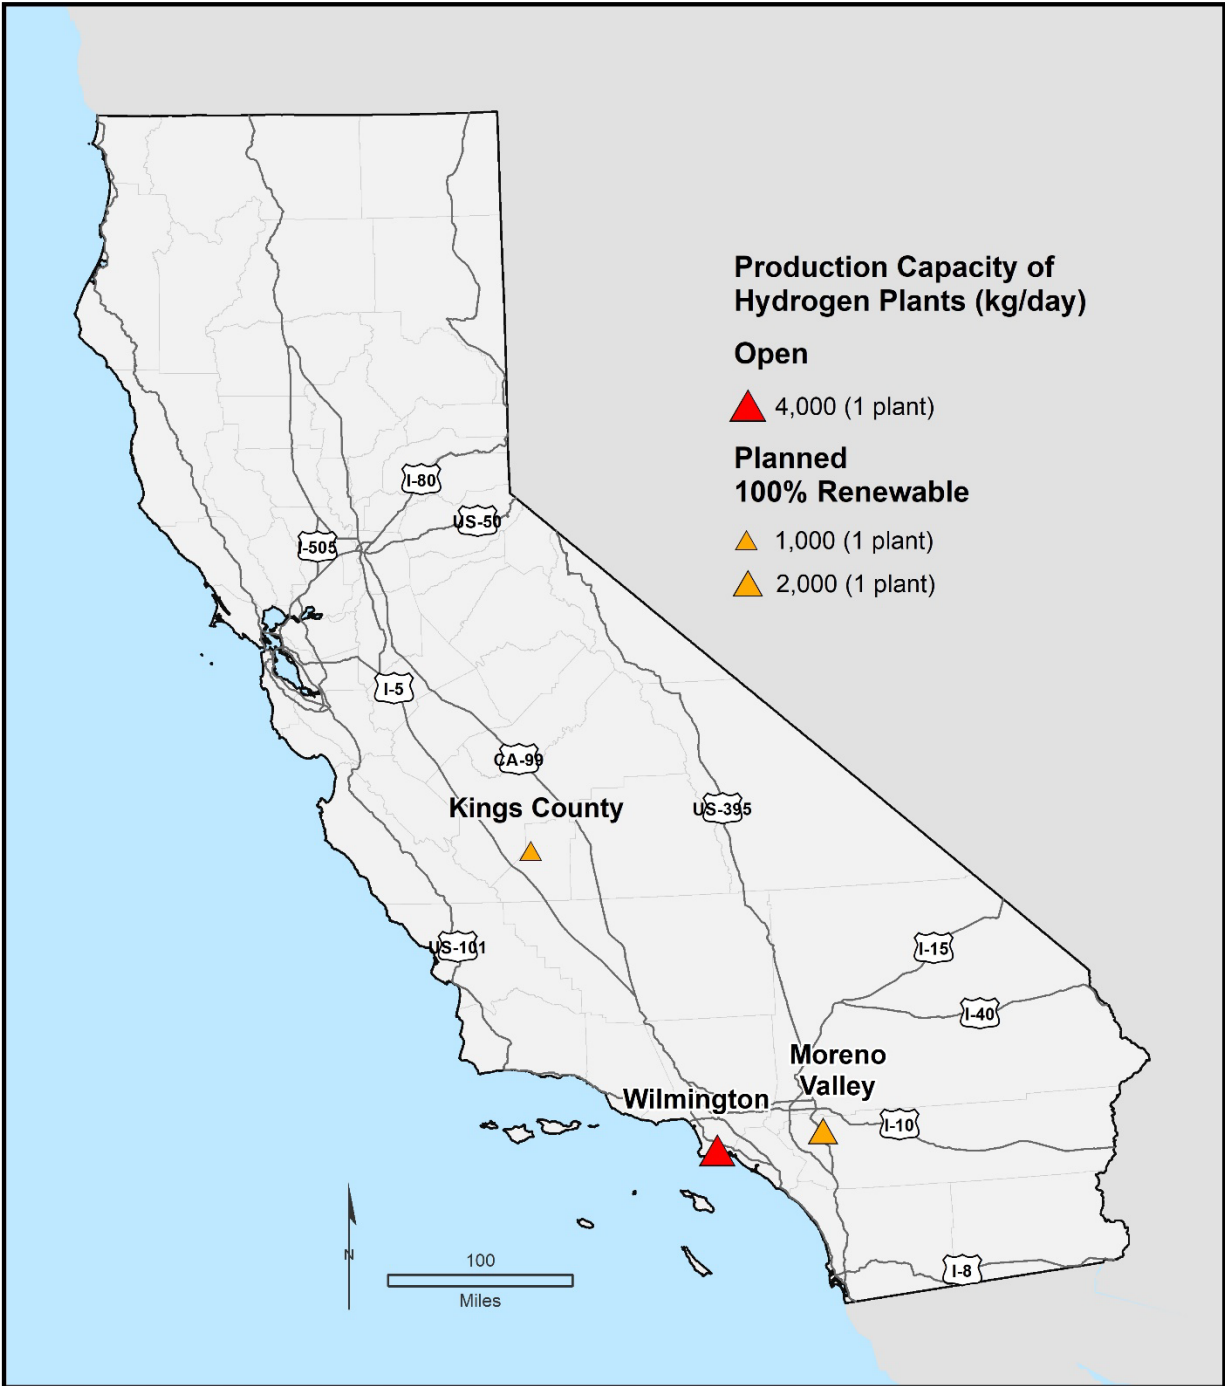 Production Capacity of
Hydrogen Plants (kg/day)
Open
4,000 (1 plant)
Planned
100% Renewable
1,000 (1 plant)
2,000 (1 plant)
I-80
US-50
I-505
I-5
CA-99
Kings County
US-395
US-101
I-15
I-40
Moreno
Valley
Wilmington
I-10
N
100
Miles
I-8